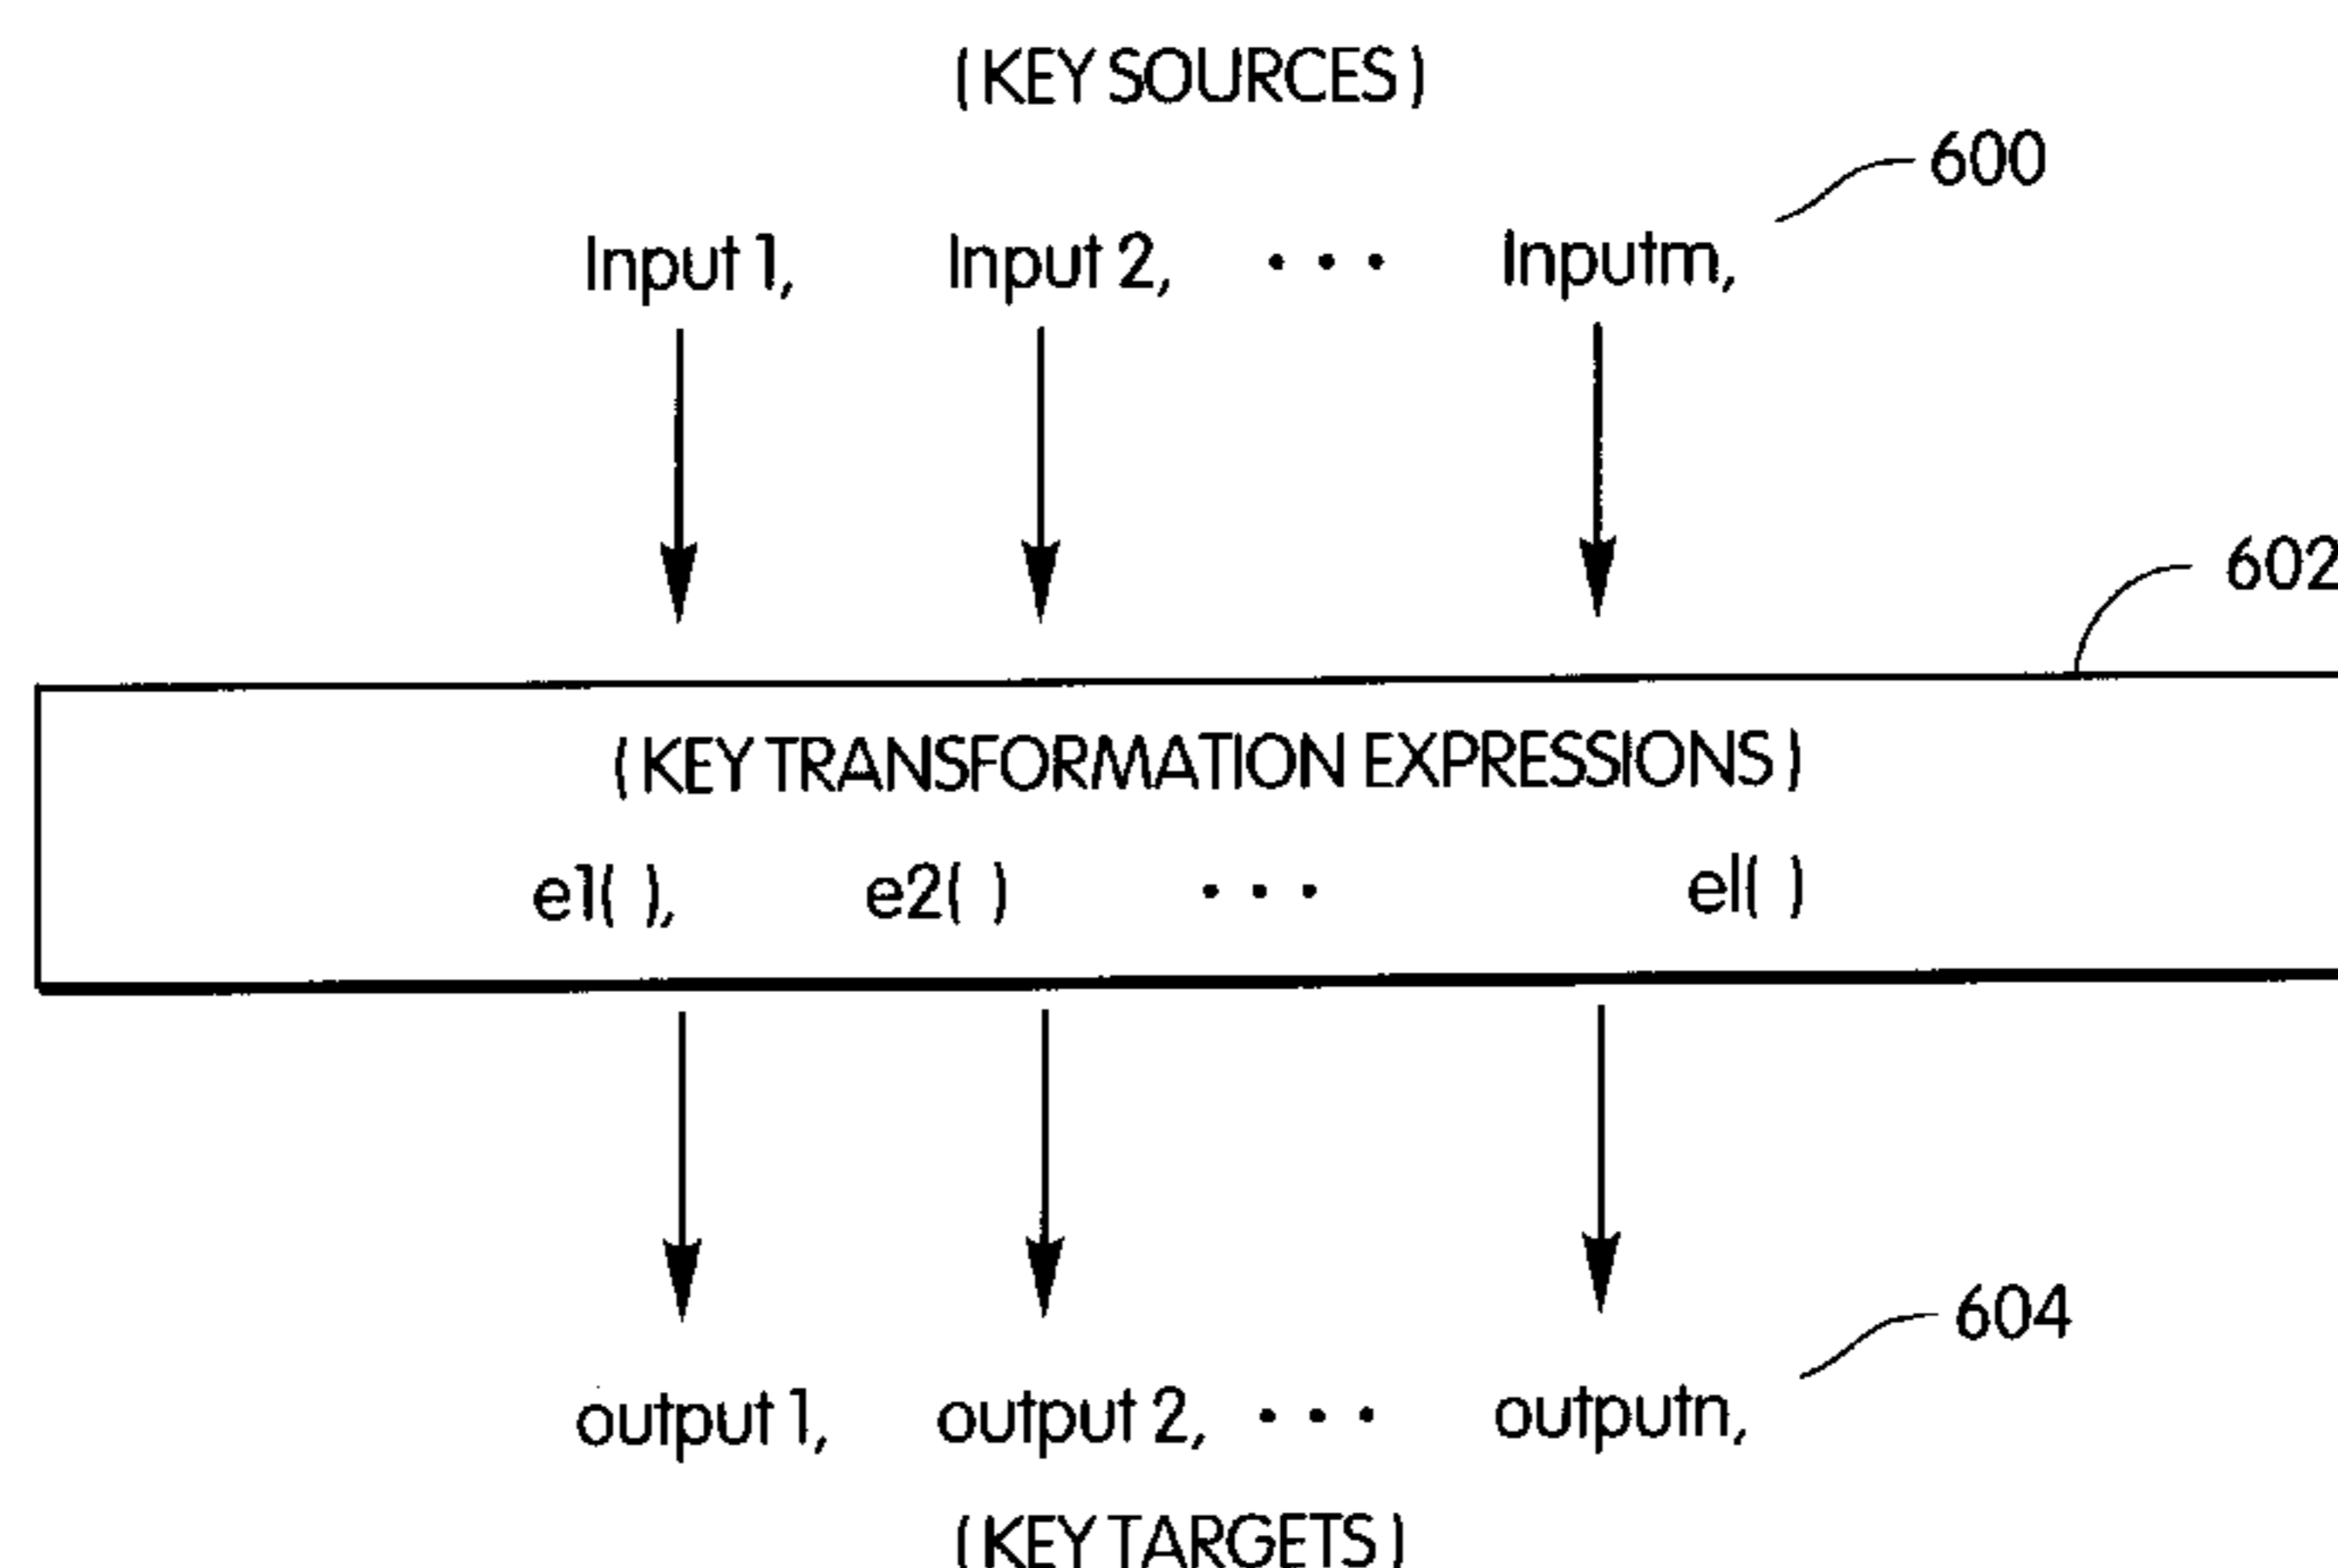 ( KEY SOURCES )
600
Input 1, Input 2, • • • Inputm,
602
( KEY TRANSFORMATION EXPRESSIONS )
e1( ), e2( ) • • • el( )
604
output 1, output 2, • • • outputn,
( KEY TARGETS )